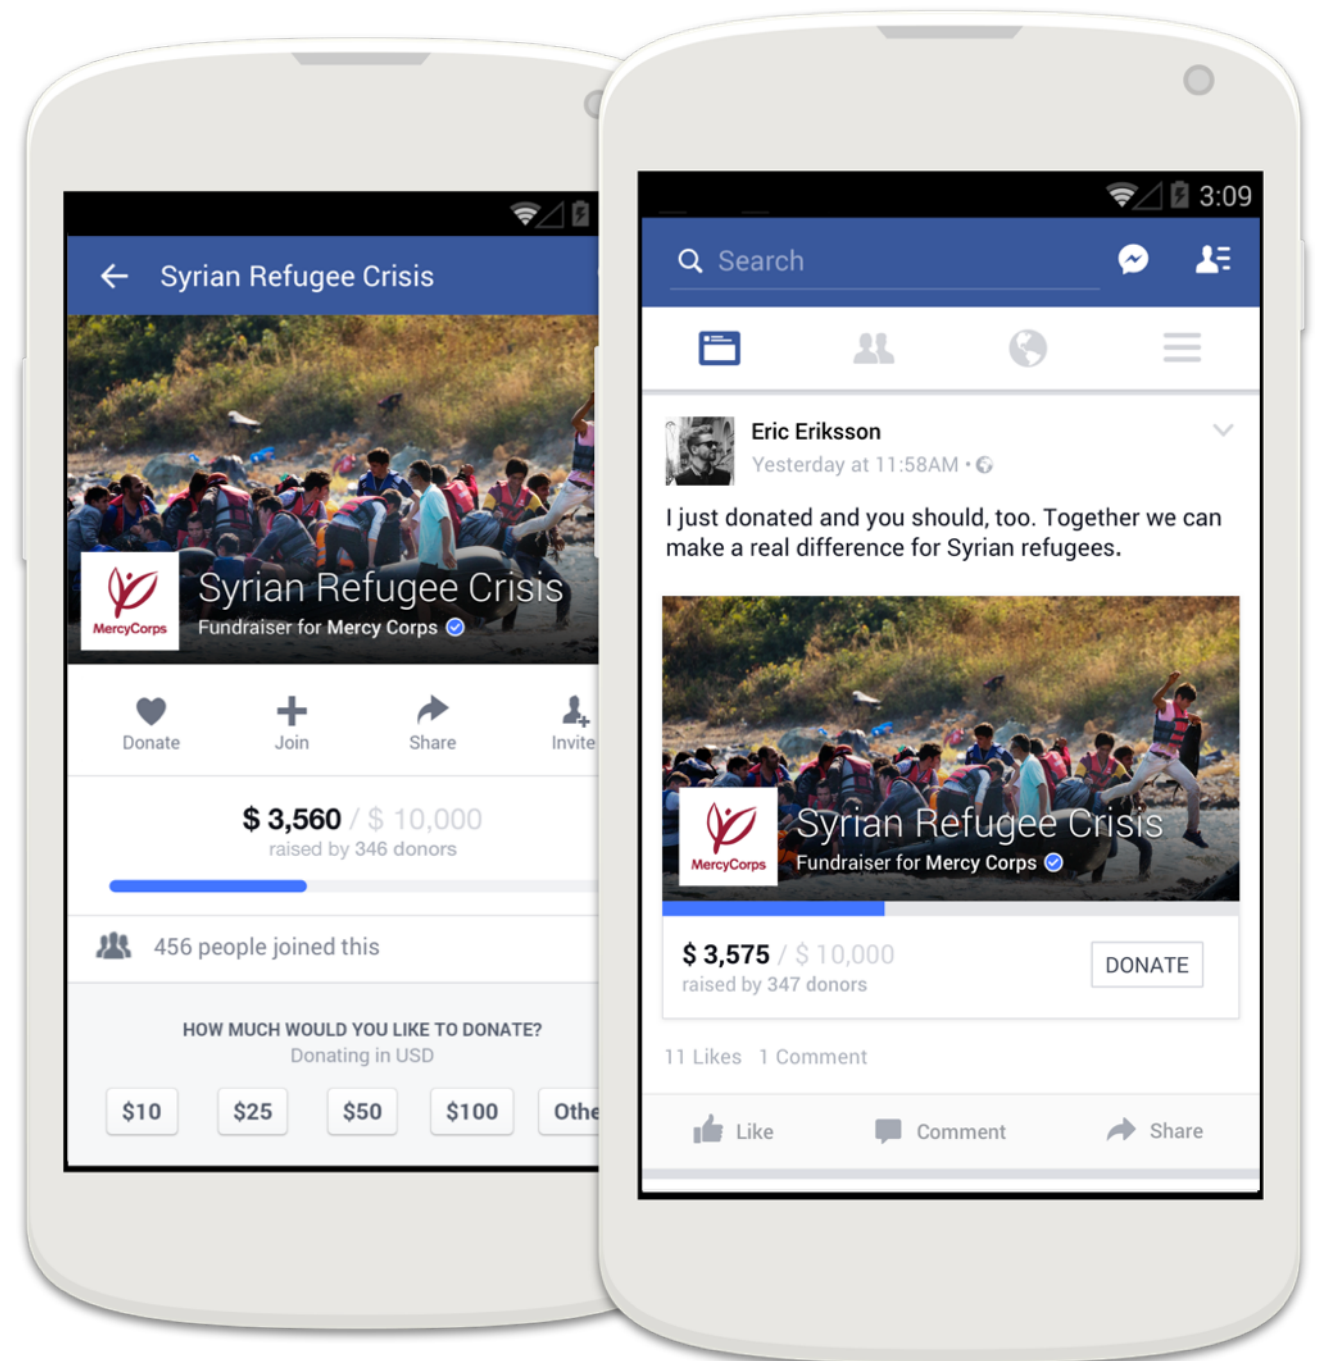 Syrian Refugee Crisis
MercyCorps
Syrian Refugee Crisis
Fundraiser for Mercy Corps
Donate
Join
Share
Invite
$ 3,560 / $ 10,000
raised by 346 donors
456 people joined this
HOW MUCH WOULD YOU LIKE TO DONATE?
Donating in USD
$10
$25
$50
$100
Othe
3:09
Search
Eric Eriksson
Yesterday at 11:58AM •
I just donated and you should, too. Together we can
make a real difference for Syrian refugees.
MercyCorps
Syrian Refugee Crisis
Fundraiser for Mercy Corps
$ 3,575 / $ 10,000
raised by 347 donors
DONATE
11 Likes 1 Comment
Like
Comment
Share